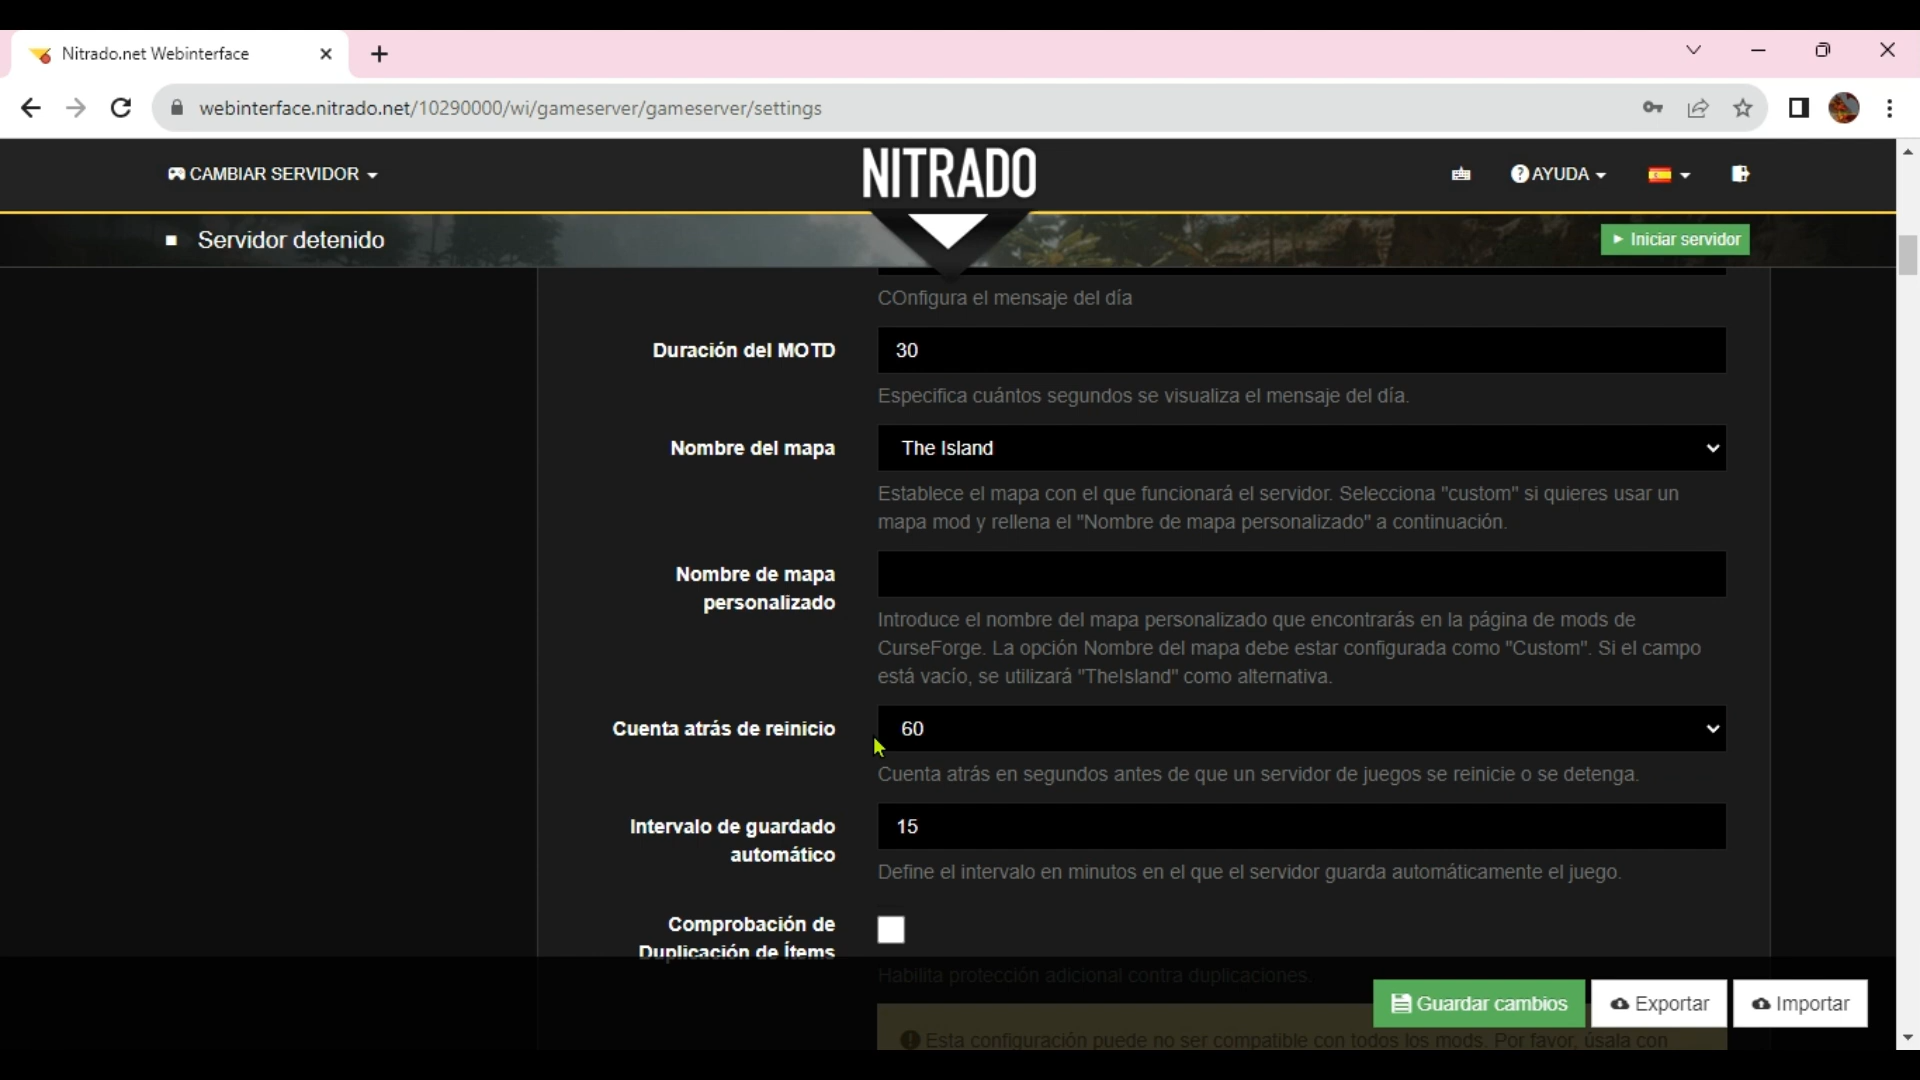 Nitrado.net Webinterface
webinterface.nitrado.net/10290000/wi/gameserver/gameserver/settings
CAMBIAR SERVIDOR
NITRADO
AYUDA
Servidor detenido
Iniciar servidor
COnfigura el mensaje del día
Duración del MOTD
30
Especifica cuántos segundos se visualiza el mensaje del día.
Nombre del mapa
The Island
Establece el mapa con el que funcionará el servidor. Selecciona "custom" si quieres usar un
mapa mod y rellena el "Nombre de mapa personalizado" a continuación.
Nombre de mapa
personalizado
Introduce el nombre del mapa personalizado que encontrarás en la página de mods de
CurseForge. La opción Nombre del mapa debe estar configurada como "Custom". Si el campo
está vacío, se utilizará "TheIsland" como alternativa.
Cuenta atrás de reinicio
60
Cuenta atrás en segundos antes de que un servidor de juegos se reinicie o se detenga.
Intervalo de guardado
automático
15
Define el intervalo en minutos en el que el servidor guarda automáticamente el juego.
Comprobación de
Duplicación de Ítems
Habilita protección adicional contra duplicaciones.
Guardar cambios
Exportar
Importar
Esta configuración puede no ser compatible con todos los mods. Por favor, úsala con